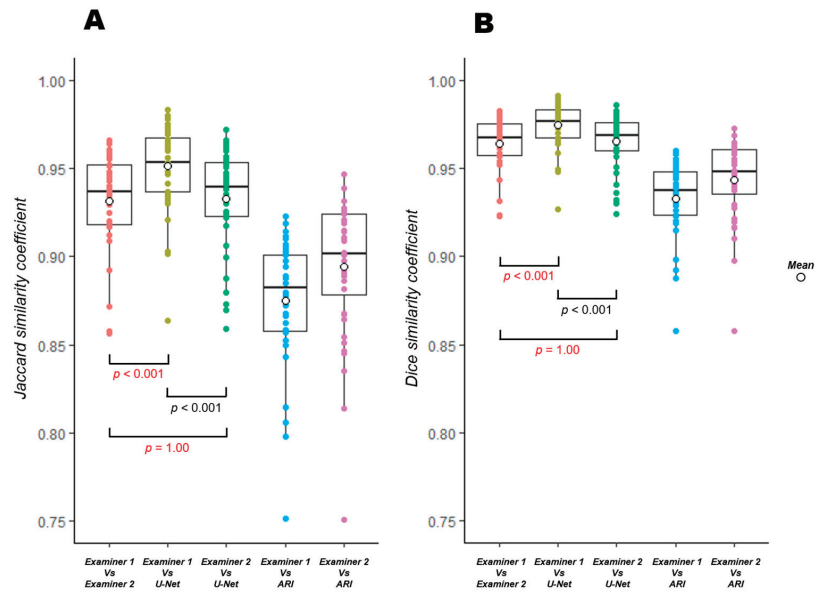 A
Jaccard similarity coefficient
1.00
0.95
0.90
0.85
0.80
0.75
p < 0.001
p < 0.001
p = 1.00
Examiner 1
Vs
Examiner 2
Examiner 1
Vs
U-Net
Examiner 2
Vs
U-Net
Examiner 1
Vs
ARI
Examiner 2
Vs
ARI
B
Dice similarity coefficient
1.00
0.95
0.90
0.85
0.80
0.75
p < 0.001
p < 0.001
p = 1.00
Examiner 1
Vs
Examiner 2
Examiner 1
Vs
U-Net
Examiner 2
Vs
U-Net
Examiner 1
Vs
ARI
Examiner 2
Vs
ARI
Mean